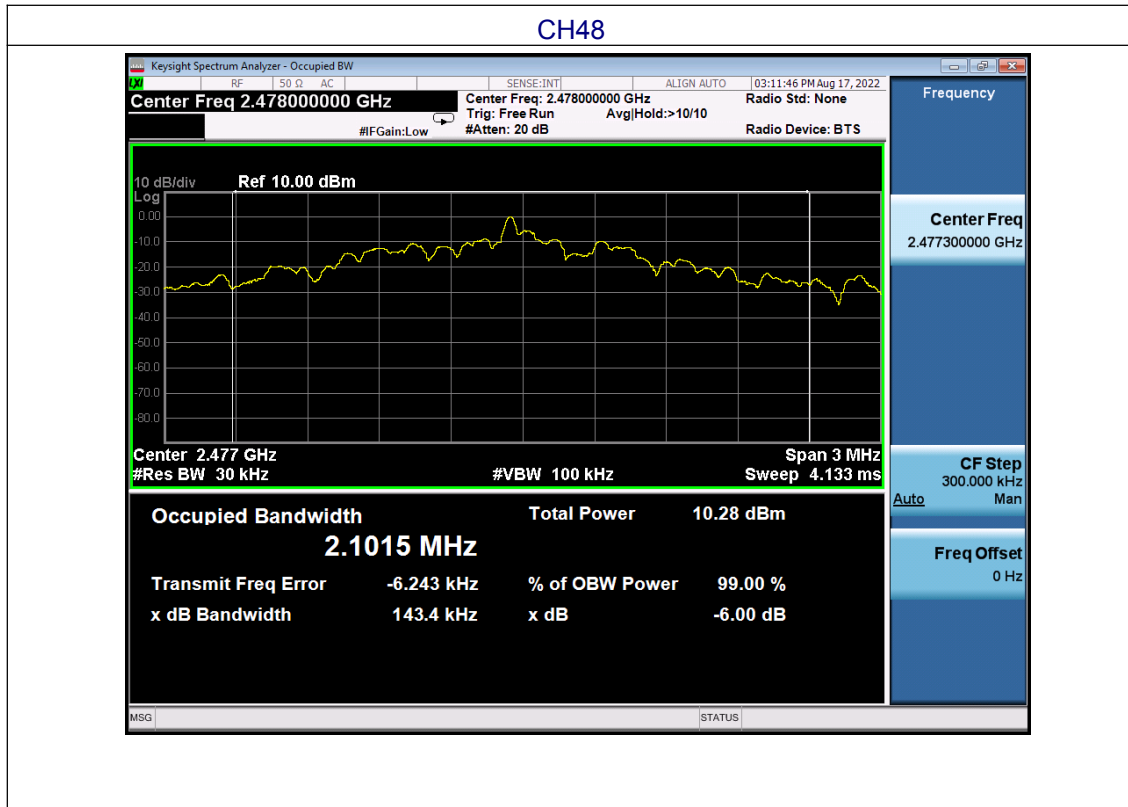 CH48
Keysight Spectrum Analyzer - Occupied BW
LXI RF 50 Ω AC SENSE:INT ALIGN AUTO 03:11:46 PM Aug 17, 2022
Center Freq 2.478000000 GHz
Center Freq: 2.478000000 GHz Radio Std: None
Trig: Free Run Avg|Hold:>10/10
#IFGain:Low #Atten: 20 dB Radio Device: BTS
10 dB/div Ref 10.00 dBm
Log
0.00
-10.0
-20.0
-30.0
-40.0
-50.0
-60.0
-70.0
-80.0
Center 2.477 GHz Span 3 MHz
#Res BW 30 kHz #VBW 100 kHz Sweep 4.133 ms
Occupied Bandwidth Total Power 10.28 dBm
2.1015 MHz
Transmit Freq Error -6.243 kHz % of OBW Power 99.00 %
x dB Bandwidth 143.4 kHz x dB -6.00 dB
Frequency
Center Freq
2.477300000 GHz
CF Step
300.000 kHz
Auto Man
Freq Offset
0 Hz
MSG STATUS